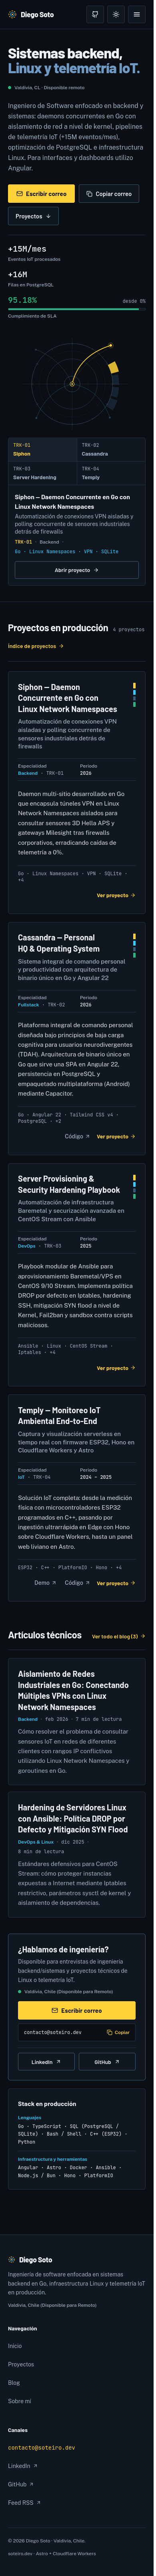 Diego Soto
Sistemas backend,
Linux y telemetría IoT.
Valdivia, CL · Disponible remoto
Ingeniería de Software enfocada en backend y
sistemas: daemons concurrentes en Go con
aislamiento de red a nivel de kernel, pipelines
de telemetría IoT (+15M eventos/mes),
optimización de PostgreSQL e infraestructura
Linux. Para interfaces y dashboards utilizo
Angular.
Escribir correo
Copiar correo
Proyectos
+15M/mes
Eventos IoT procesados
+16M
Filas en PostgreSQL
95.18%
desde 0%
Cumplimiento de SLA
TRK-01
Siphon
TRK-02
Cassandra
TRK-03
Server Hardening
TRK-04
Temply
Siphon — Daemon Concurrente en Go con
Linux Network Namespaces
Automatización de conexiones VPN aisladas y
polling concurrente de sensores industriales detrás
de firewalls
TRK-01 · Backend
Go · Linux Namespaces · VPN · SQLite
Abrir proyecto
Proyectos en producción
4 proyectos
Índice de proyectos
Siphon — Daemon
Concurrente en Go con
Linux Network Namespaces
Automatización de conexiones VPN
aisladas y polling concurrente de
sensores industriales detrás de
firewalls
Especialidad
Backend · TRK-01
Período
2026
Daemon multi-sitio desarrollado en Go
que encapsula túneles VPN en Linux
Network Namespaces aislados para
consultar sensores 3D Hella APS y
gateways Milesight tras firewalls
corporativos, erradicando caídas de
telemetría a 0%.
Go · Linux Namespaces · VPN · SQLite ·
+4
Ver proyecto
Cassandra — Personal
HQ & Operating System
Sistema integral de comando personal
y productividad con arquitectura de
binario único en Go y Angular 22
Especialidad
Fullstack · TRK-02
Período
2026
Plataforma integral de comando personal
diseñada bajo principios de baja carga
cognitiva para usuarios neurodivergentes
(TDAH). Arquitectura de binario único en
Go que sirve una SPA en Angular 22,
persistencia en PostgreSQL y
empaquetado multiplataforma (Android)
mediante Capacitor.
Go · Angular 22 · Tailwind CSS v4 ·
PostgreSQL · +2
Código
Ver proyecto
Server Provisioning &
Security Hardening Playbook
Automatización de infraestructura
Baremetal y securitización avanzada en
CentOS Stream con Ansible
Especialidad
DevOps · TRK-03
Período
2025
Playbook modular de Ansible para
aprovisionamiento Baremetal/VPS en
CentOS 9/10 Stream. Implementa política
DROP por defecto en Iptables, hardening
SSH, mitigación SYN flood a nivel de
Kernel, Fail2ban y sandbox contra scripts
maliciosos.
Ansible · Linux · CentOS Stream ·
Iptables · +4
Ver proyecto
Temply — Monitoreo IoT
Ambiental End-to-End
Captura y visualización serverless en
tiempo real con firmware ESP32, Hono en
Cloudflare Workers y Astro
Especialidad
IoT · TRK-04
Período
2024 - 2025
Solución IoT completa: desde la medición
física con microcontroladores ESP32
programados en C++, pasando por
ingestión ultrarrápida en Edge con Hono
sobre Cloudflare Workers, hasta un panel
web liviano en Astro.
ESP32 · C++ · PlatformIO · Hono · +4
Demo
Código
Ver proyecto
Artículos técnicos
Ver todo el blog (3)
Aislamiento de Redes
Industriales en Go: Conectando
Múltiples VPNs con Linux
Network Namespaces
Backend · feb 2026 · 7 min de lectura
Cómo resolver el problema de consultar
sensores IoT en redes de diferentes
clientes con rangos IP conflictivos
utilizando Linux Network Namespaces y
goroutines en Go.
Hardening de Servidores Linux
con Ansible: Política DROP por
Defecto y Mitigación SYN Flood
DevOps & Linux · dic 2025 ·
8 min de lectura
Estándares defensivos para CentOS
Stream: cómo proteger instancias
expuestas a Internet mediante Iptables
restrictivo, parámetros sysctl de kernel y
aislamiento de dependencias.
¿Hablamos de ingeniería?
Disponible para entrevistas de ingeniería
backend/sistemas y proyectos técnicos de
Linux o telemetría IoT.
Valdivia, Chile (Disponible para Remoto)
Escribir correo
contacto@soteiro.dev
Copiar
LinkedIn
GitHub
Stack en producción
Lenguajes
Go · TypeScript · SQL (PostgreSQL /
SQLite) · Bash / Shell · C++ (ESP32) ·
Python
Infraestructura y herramientas
Angular · Astro · Docker · Ansible ·
Node.js / Bun · Hono · PlatformIO
Diego Soto
Ingeniería de software enfocada en sistemas
backend en Go, infraestructura Linux y telemetría IoT
en producción.
Valdivia, Chile (Disponible para Remoto)
Navegación
Inicio
Proyectos
Blog
Sobre mí
Canales
contacto@soteiro.dev
LinkedIn
GitHub
Feed RSS
© 2026 Diego Soto · Valdivia, Chile.
soteiro.dev · Astro + Cloudflare Workers